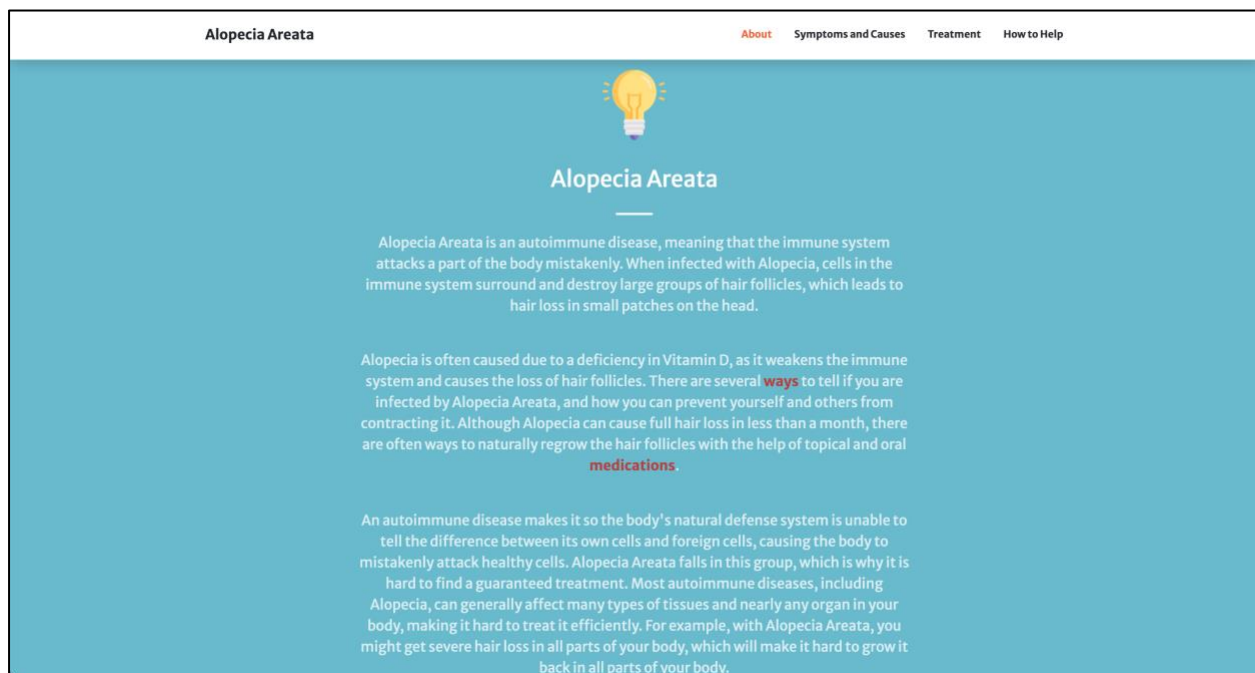 Alopecia Areata
About Symptoms and Causes Treatment How to Help
Alopecia Areata
Alopecia Areata is an autoimmune disease, meaning that the immune system
attacks a part of the body mistakenly. When infected with Alopecia, cells in the
immune system surround and destroy large groups of hair follicles, which leads to
hair loss in small patches on the head.
Alopecia is often caused due to a deficiency in Vitamin D, as it weakens the immune
system and causes the loss of hair follicles. There are several ways to tell if you are
infected by Alopecia Areata, and how you can prevent yourself and others from
contracting it. Although Alopecia can cause full hair loss in less than a month, there
are often ways to naturally regrow the hair follicles with the help of topical and oral
medications.
An autoimmune disease makes it so the body's natural defense system is unable to
tell the difference between its own cells and foreign cells, causing the body to
mistakenly attack healthy cells. Alopecia Areata falls in this group, which is why it is
hard to find a guaranteed treatment. Most autoimmune diseases, including
Alopecia, can generally affect many types of tissues and nearly any organ in your
body, making it hard to treat it efficiently. For example, with Alopecia Areata, you
might get severe hair loss in all parts of your body, which will make it hard to grow it
back in all parts of your body.